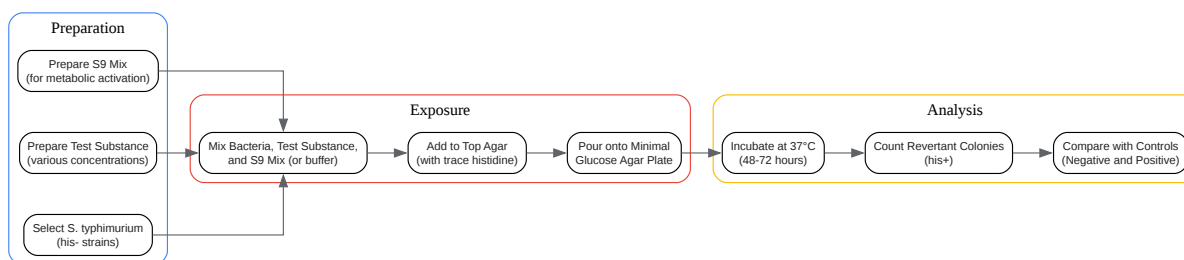 Preparation
Prepare S9 Mix
(for metabolic activation)
Prepare Test Substance
(various concentrations)
Select S. typhimurium
(his- strains)
Exposure
Mix Bacteria, Test Substance,
and S9 Mix (or buffer)
Add to Top Agar
(with trace histidine)
Pour onto Minimal
Glucose Agar Plate
Analysis
Incubate at 37°C
(48-72 hours)
Count Revertant Colonies
(his+)
Compare with Controls
(Negative and Positive)